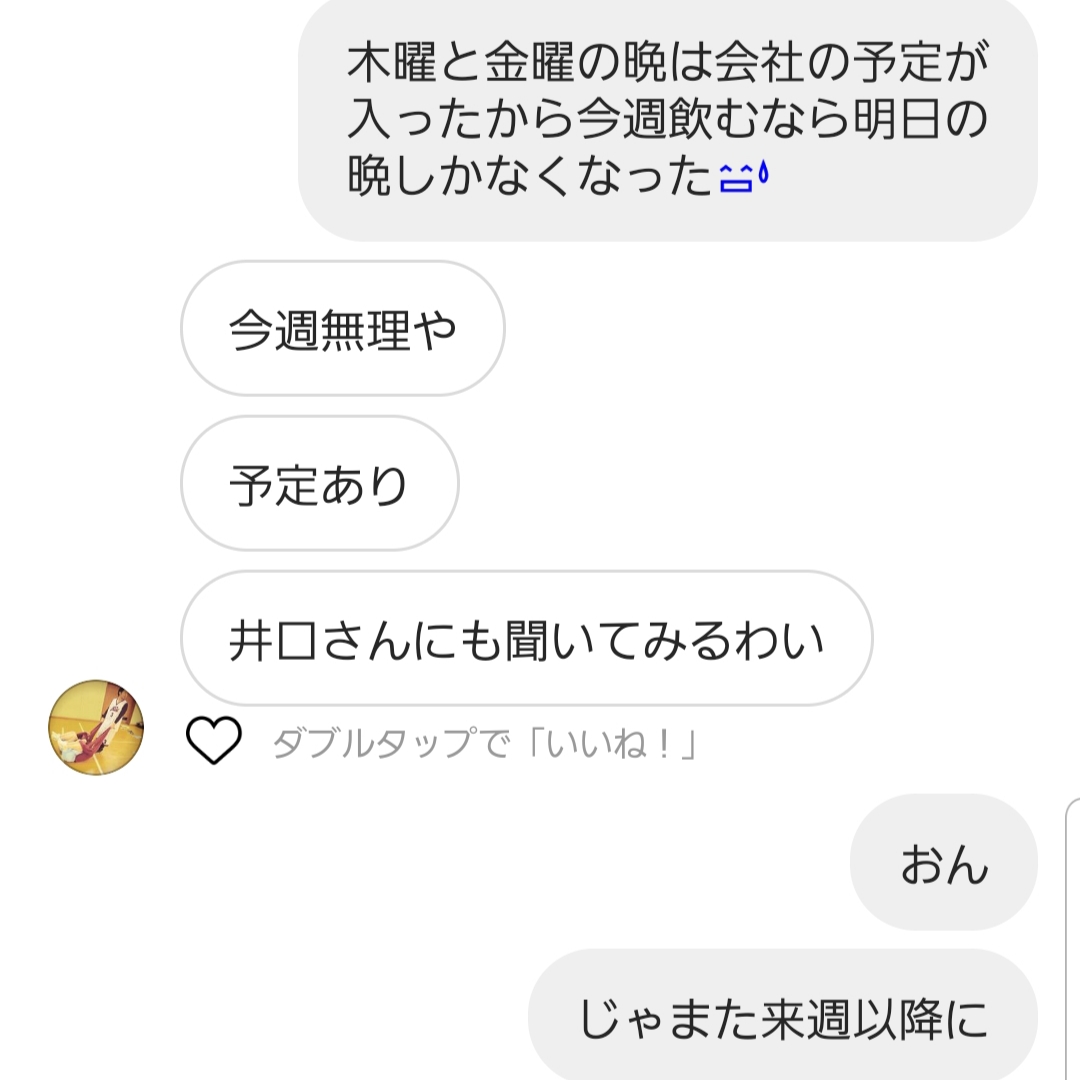 木曜と金曜の晩は会社の予定が
入ったから今週飲むなら明日の
晩しかなくなった
今週無理や
予定あり
井口さんにも聞いてみるわい
ダブルタップで「いいね！」
おん
じゃまた来週以降に